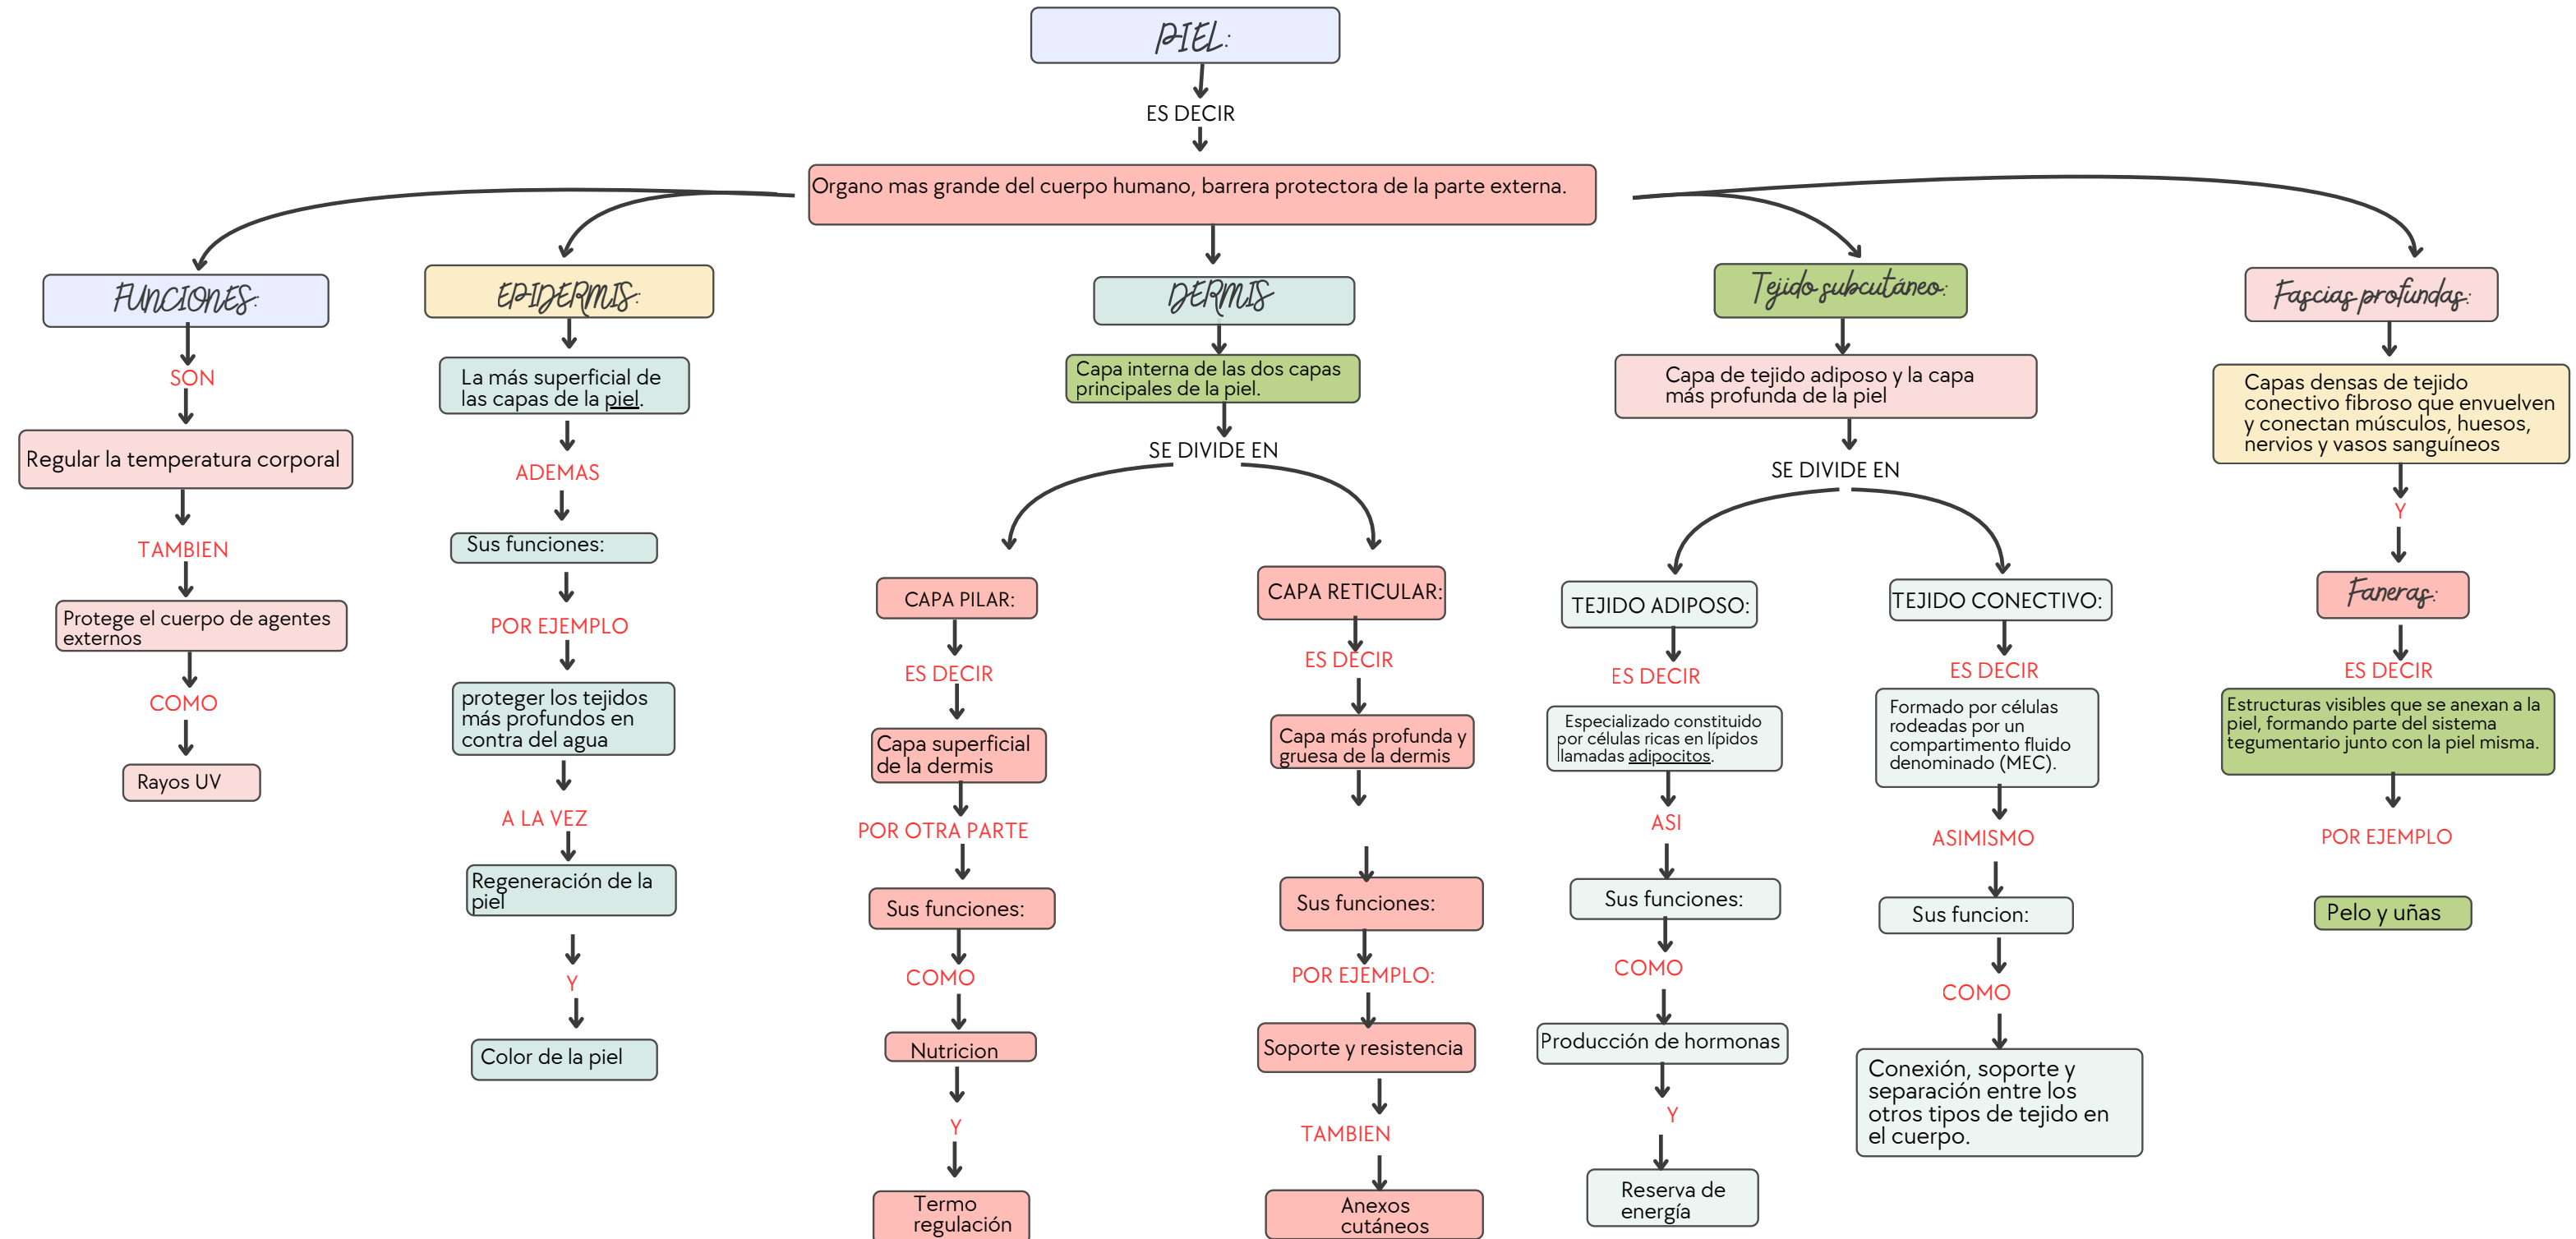 PIEL:
ES DECIR
Organo mas grande del cuerpo humano, barrera protectora de la parte externa.
FUNCIONES:
SON
Regular la temperatura corporal
TAMBIEN
Protege el cuerpo de agentes
externos
COMO
Rayos UV
EPIDERMIS:
La más superficial de
las capas de la piel.
ADEMAS
Sus funciones:
POR EJEMPLO
proteger los tejidos
más profundos en
contra del agua
A LA VEZ
Regeneración de la
piel
Y
Color de la piel
DERMIS
Capa interna de las dos capas
principales de la piel.
SE DIVIDE EN
CAPA PILAR:
ES DECIR
Capa superficial
de la dermis
POR OTRA PARTE
Sus funciones:
COMO
Nutricion
Y
Termo
regulación
CAPA RETICULAR:
ES DECIR
Capa más profunda y
gruesa de la dermis
Sus funciones:
POR EJEMPLO:
Soporte y resistencia
TAMBIEN
Anexos
cutáneos
Tejido subcutáneo:
Capa de tejido adiposo y la capa
más profunda de la piel
SE DIVIDE EN
TEJIDO ADIPOSO:
ES DECIR
Especializado constituido
por células ricas en lípidos
llamadas adipocitos.
ASI
Sus funciones:
COMO
Producción de hormonas
Y
Reserva de
energía
TEJIDO CONECTIVO:
ES DECIR
Formado por células
rodeadas por un
compartimento fluido
denominado (MEC).
ASIMISMO
Sus funcion:
COMO
Conexión, soporte y
separación entre los
otros tipos de tejido en
el cuerpo.
Fascias profundas:
Capas densas de tejido
conectivo fibroso que envuelven
y conectan músculos, huesos,
nervios y vasos sanguíneos
Y
Faneras:
ES DECIR
Estructuras visibles que se anexan a la
piel, formando parte del sistema
tegumentario junto con la piel misma.
POR EJEMPLO
Pelo y uñas